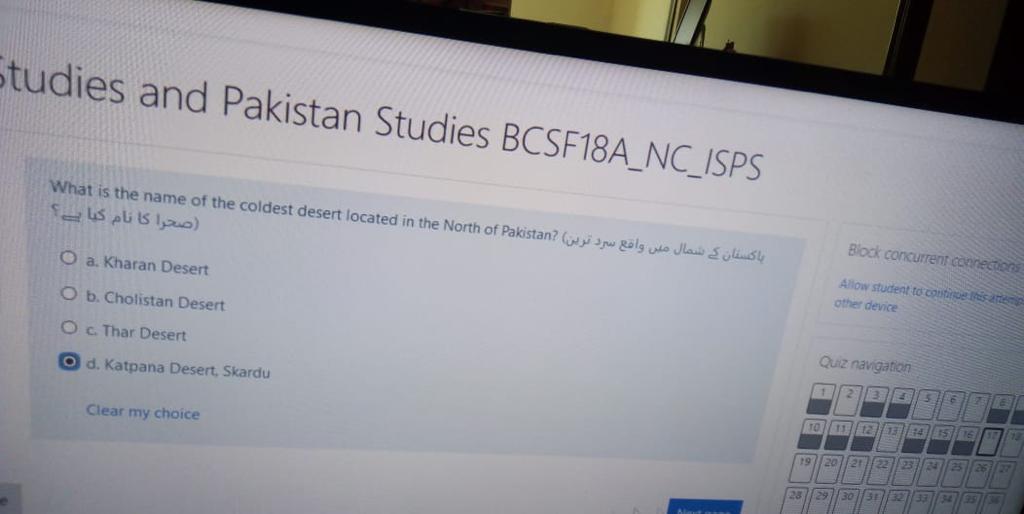 Studies and Pakistan Studies BCSF18A_NC_ISPS
What is the name of the coldest desert located in the North of Pakistan? (پاکستان کے شمال میں واقع سرد ترین
صحرا کا نام کیا ہے؟)
a. Kharan Desert
b. Cholistan Desert
c. Thar Desert
d. Katpana Desert, Skardu
Clear my choice
Next page
Block concurrent connections
Allow student to continue this attempt
other device
Quiz navigation
1 2 3 4 5 6 7 8
10 11 12 13 14 15 16 17 18
19 20 21 22 23 24 25 26 27
28 29 30 31 32 33 34 35 36